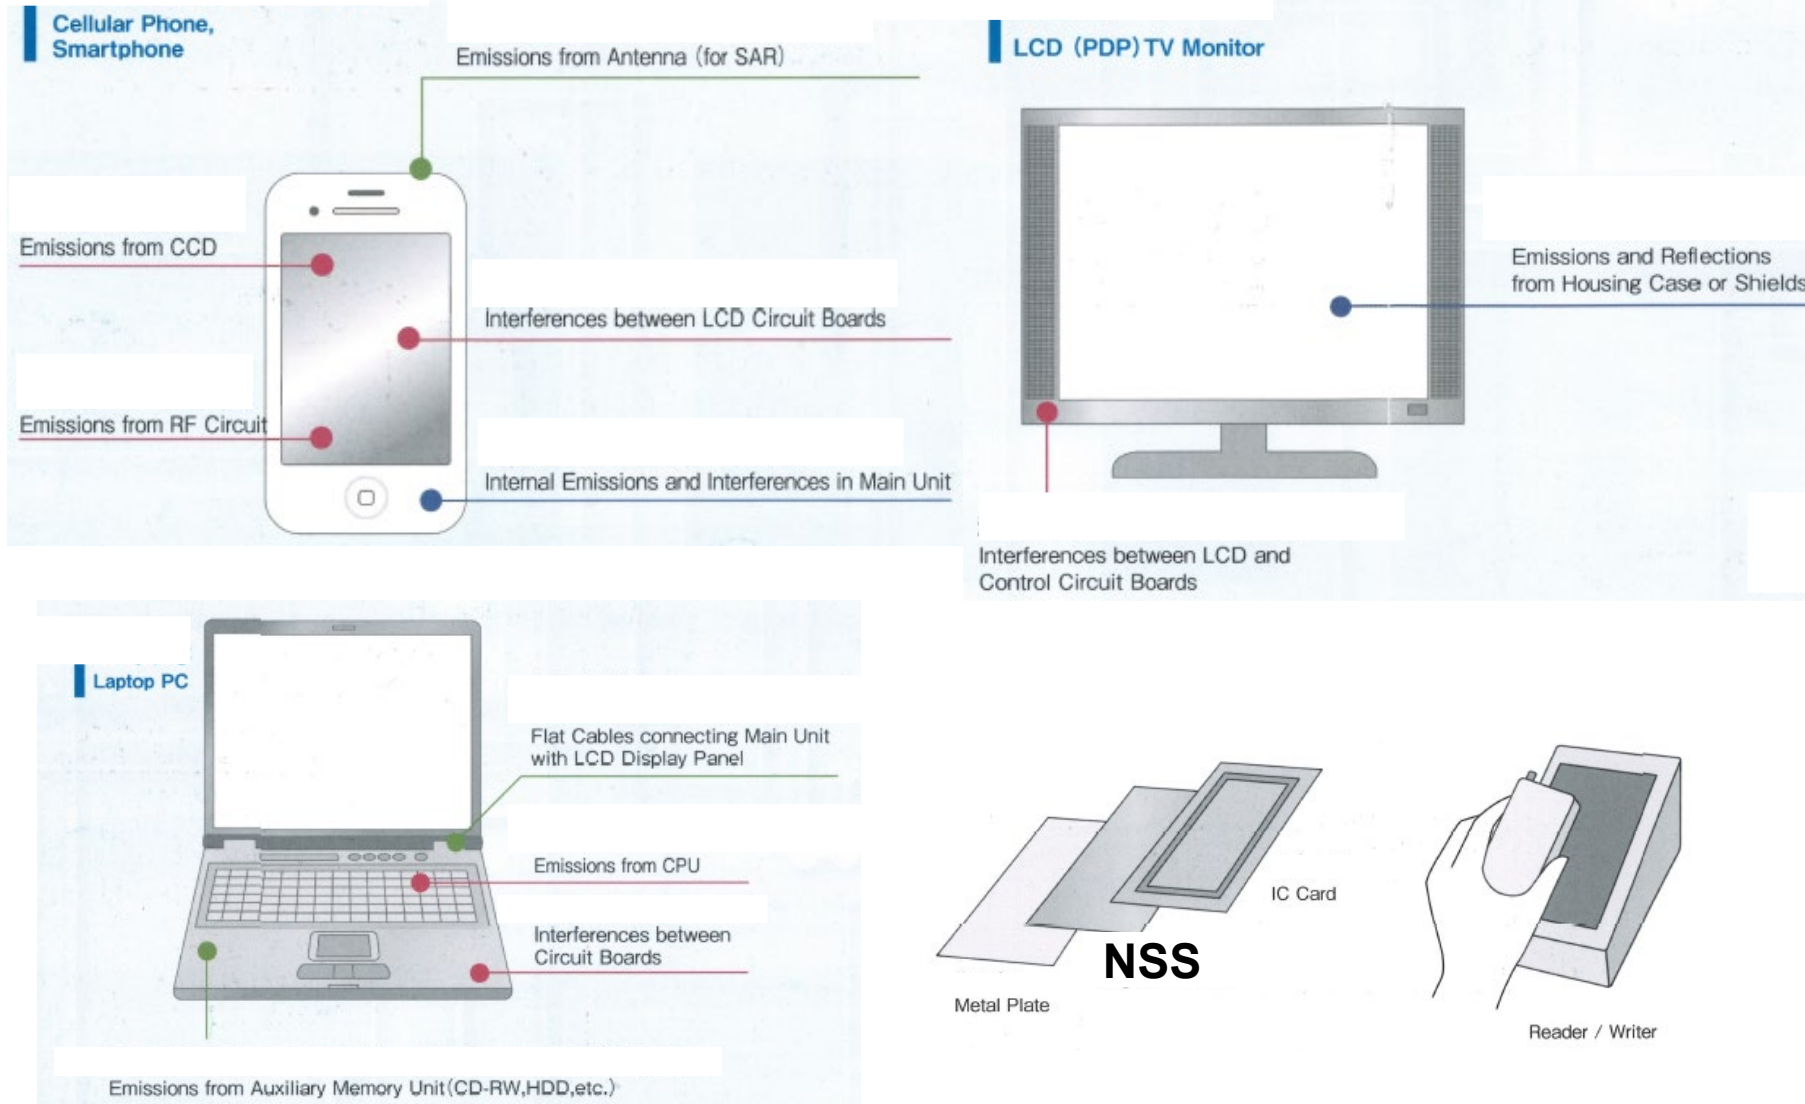 Cellular Phone,
Smartphone
Emissions from Antenna (for SAR)
Emissions from CCD
Interferences between LCD Circuit Boards
Emissions from RF Circuit
Internal Emissions and Interferences in Main Unit
LCD (PDP) TV Monitor
Emissions and Reflections
from Housing Case or Shields
Interferences between LCD and
Control Circuit Boards
Laptop PC
Flat Cables connecting Main Unit
with LCD Display Panel
Emissions from CPU
Interferences between
Circuit Boards
Emissions from Auxiliary Memory Unit(CD-RW,HDD,etc.)
IC Card
NSS
Metal Plate
Reader / Writer